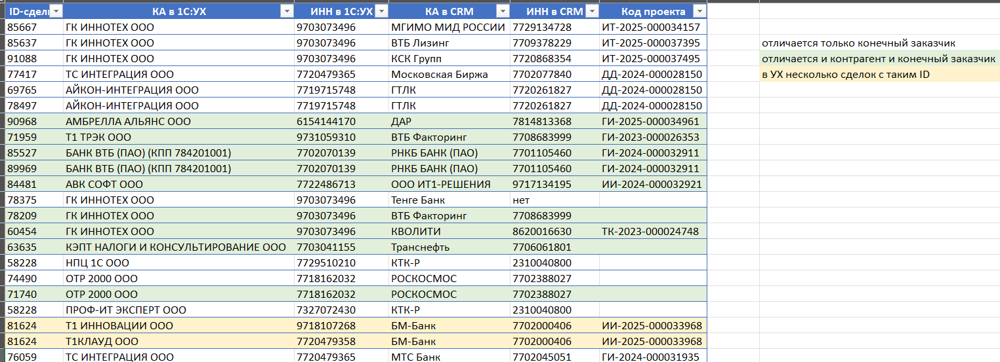 ID-сдел КА в 1С:УХ ИНН в 1С:УХ КА в CRM ИНН в CRM Код проекта
85667 ГК ИННОТЕХ ООО 9703073496 МГИМО МИД РОССИИ 7729134728 ИТ-2025-000034157
85637 ГК ИННОТЕХ ООО 9703073496 ВТБ Лизинг 7709378229 ИТ-2025-000037395 отличается только конечный заказчик
91088 ГК ИННОТЕХ ООО 9703073496 КСК Групп 7720868354 ИТ-2025-000037495 отличается и контрагент и конечный заказчик
77417 ТС ИНТЕГРАЦИЯ ООО 7720479365 Московская Биржа 7702077840 ДД-2024-000028150 в УХ несколько сделок с таким ID
69765 АЙКОН-ИНТЕГРАЦИЯ ООО 7719715748 ГТЛК 7720261827 ДД-2024-000028150
78497 АЙКОН-ИНТЕГРАЦИЯ ООО 7719715748 ГТЛК 7720261827 ДД-2024-000028150
90968 АМБРЕЛЛА АЛЬЯНС ООО 6154144170 ДАР 7814813368 ГИ-2025-000034961
71959 Т1 ТРЭК ООО 9731059310 ВТБ Факторинг 7708683999 ГИ-2023-000026353
85527 БАНК ВТБ (ПАО) (КПП 784201001) 7702070139 РНКБ БАНК (ПАО) 7701105460 ГИ-2024-000032911
89969 БАНК ВТБ (ПАО) (КПП 784201001) 7702070139 РНКБ БАНК (ПАО) 7701105460 ГИ-2024-000032911
84481 АВК СОФТ ООО 7722486713 ООО ИТ1-РЕШЕНИЯ 9717134195 ИИ-2024-000032921
78375 ГК ИННОТЕХ ООО 9703073496 Тенге Банк нет
78209 ГК ИННОТЕХ ООО 9703073496 ВТБ Факторинг 7708683999
60454 ГК ИННОТЕХ ООО 9703073496 КВОЛИТИ 8620016630 ТК-2023-000024748
63635 КЭПТ НАЛОГИ И КОНСУЛЬТИРОВАНИЕ ООО 7703041155 Транснефть 7706061801
58228 НПЦ 1С ООО 7729510210 КТК-Р 2310040800
74490 ОТР 2000 ООО 7718162032 РОСКОСМОС 7702388027
71740 ОТР 2000 ООО 7718162032 РОСКОСМОС 7702388027
58228 ПРОФ-ИТ ЭКСПЕРТ ООО 7327072430 КТК-Р 2310040800
81624 Т1 ИННОВАЦИИ ООО 9718107268 БМ-Банк 7702000406 ИИ-2025-000033968
81624 Т1КЛАУД ООО 7720479358 БМ-Банк 7702000406 ИИ-2025-000033968
76059 ТС ИНТЕГРАЦИЯ ООО 7720479365 МТС Банк 7702045051 ГИ-2024-000031935